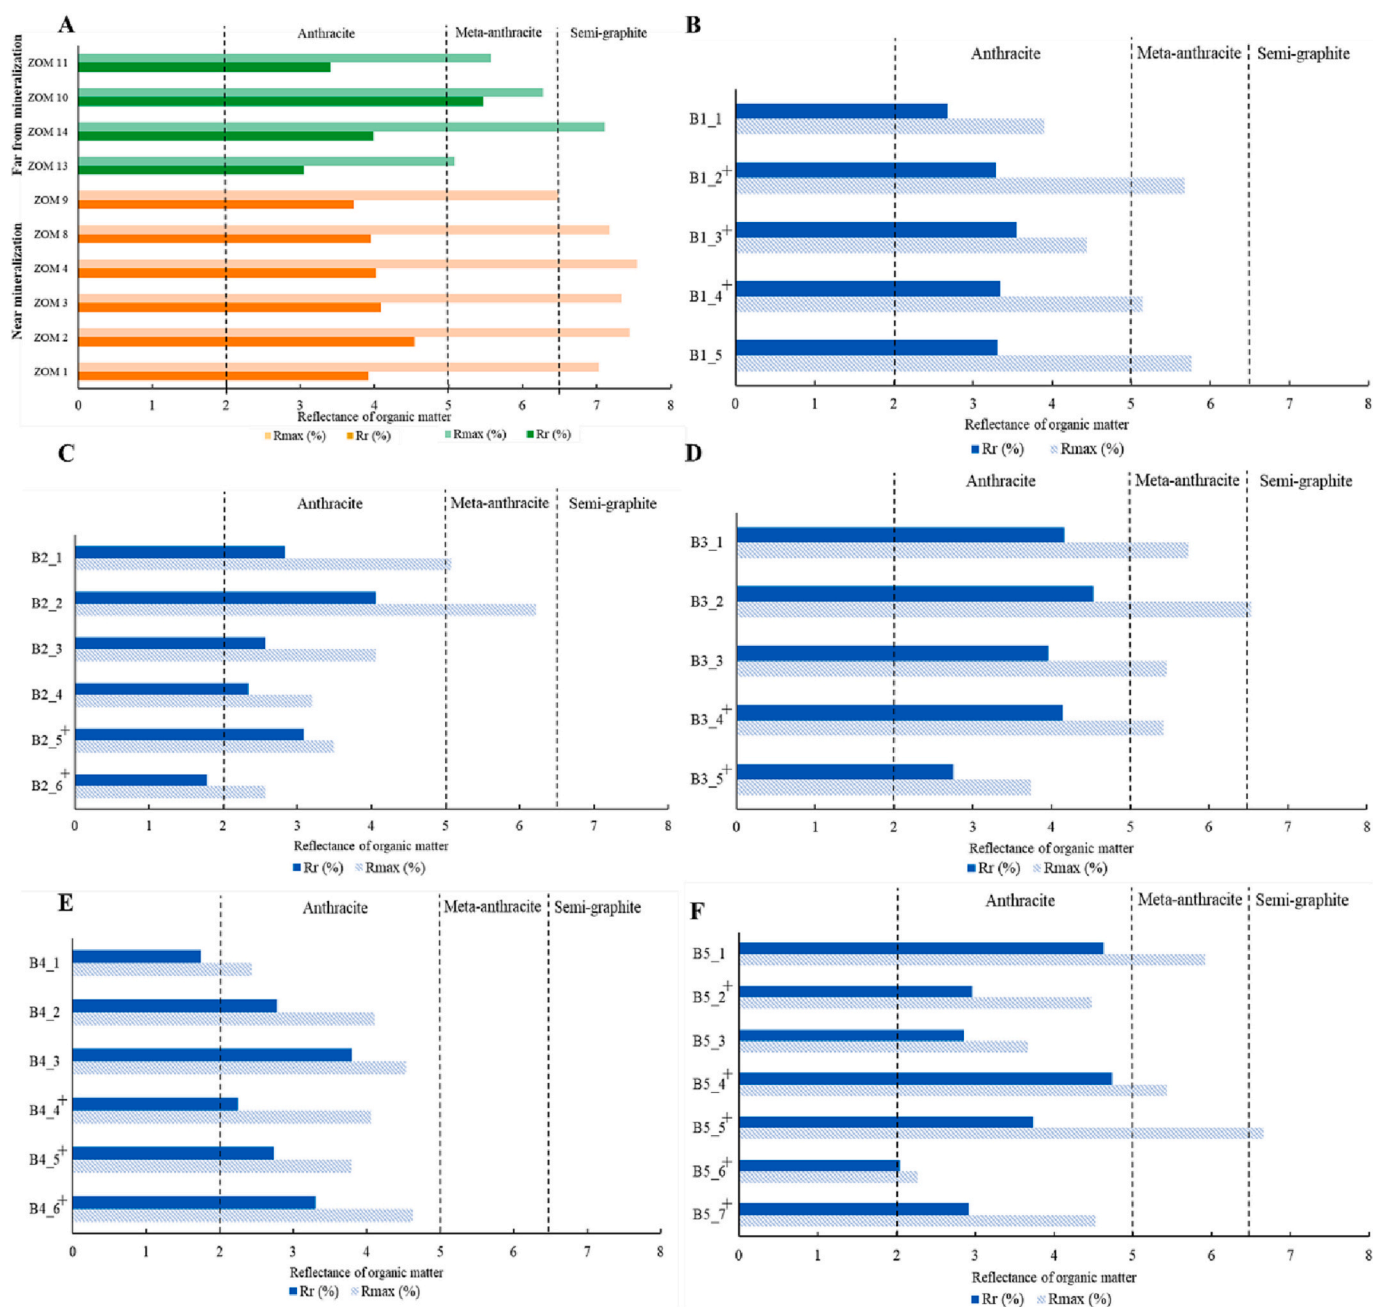 A
Anthracite
Meta-anthracite
Semi-graphite
Far from mineralization
Near mineralization
ZOM 11
ZOM 10
ZOM 14
ZOM 13
ZOM 9
ZOM 8
ZOM 4
ZOM 3
ZOM 2
ZOM 1
0 1 2 3 4 5 6 7 8
Reflectance of organic matter
Rmax (%) Rr (%) Rmax (%) Rr (%)
B
Anthracite
Meta-anthracite
Semi-graphite
B1_1
B1_2+
B1_3+
B1_4+
B1_5
0 1 2 3 4 5 6 7 8
Reflectance of organic matter
Rr (%) Rmax (%)
C
Anthracite
Meta-anthracite
Semi-graphite
B2_1
B2_2
B2_3
B2_4
B2_5+
B2_6+
0 1 2 3 4 5 6 7 8
Reflectance of organic matter
Rr (%) Rmax (%)
D
Anthracite
Meta-anthracite
Semi-graphite
B3_1
B3_2
B3_3
B3_4+
B3_5+
0 1 2 3 4 5 6 7 8
Reflectance of organic matter
Rr (%) Rmax (%)
E
Anthracite
Meta-anthracite
Semi-graphite
B4_1
B4_2
B4_3
B4_4+
B4_5+
B4_6+
0 1 2 3 4 5 6 7 8
Reflectance of organic matter
Rr (%) Rmax (%)
F
Anthracite
Meta-anthracite
Semi-graphite
B5_1
B5_2+
B5_3
B5_4+
B5_5+
B5_6+
B5_7+
0 1 2 3 4 5 6 7 8
Reflectance of organic matter
Rr (%) Rmax (%)